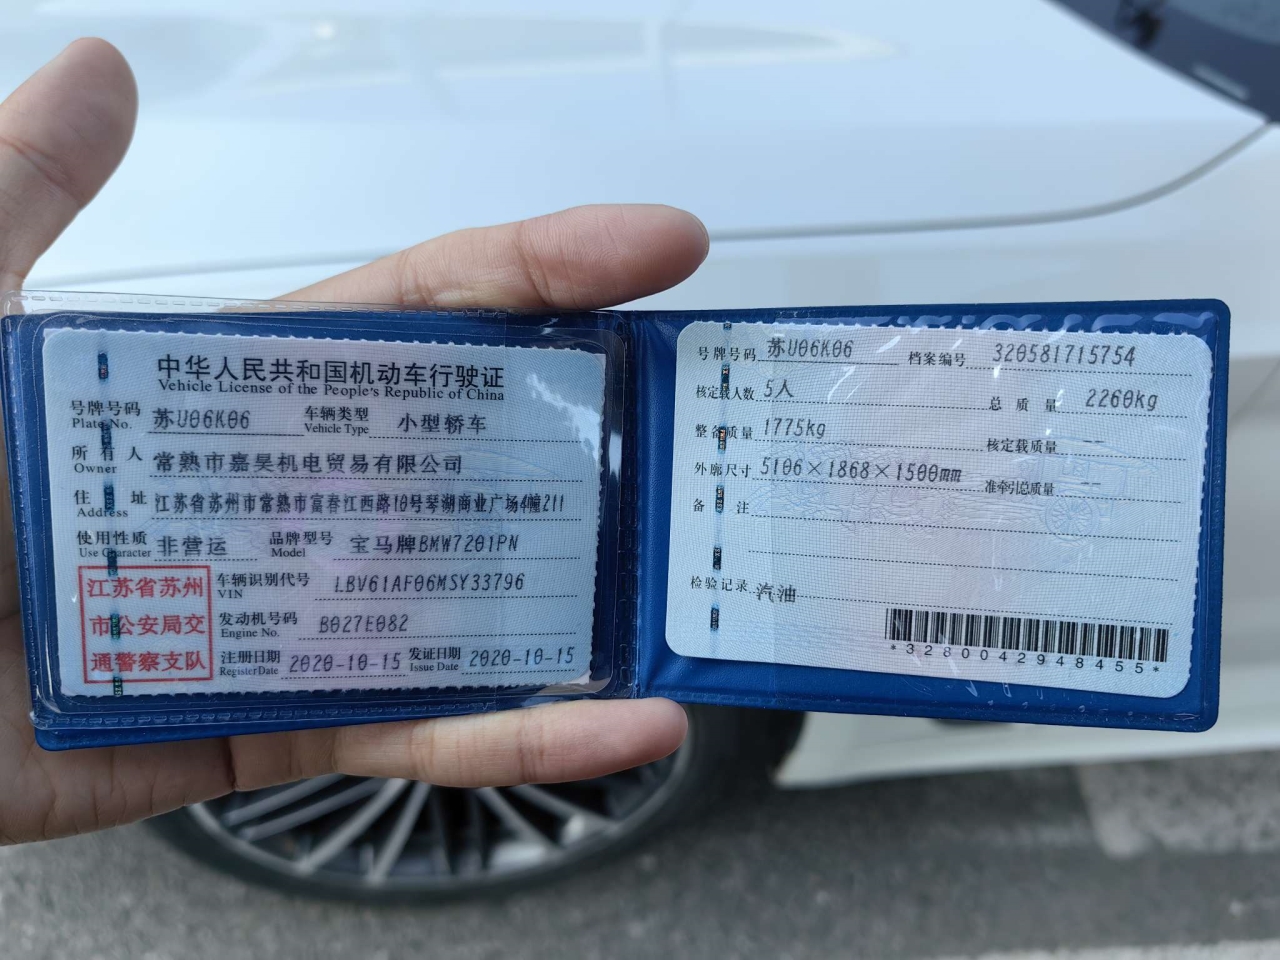 中华人民共和国机动车行驶证
Vehicle License of the People's Republic of China
号牌号码 苏U06K06 车辆类型 小型轿车
Plate No. Vehicle Type
所有人 常熟市嘉昊机电贸易有限公司
Owner
住址 江苏省苏州市常熟市富春江西路10号琴湖商业广场4幢211
Address
使用性质 非营运 品牌型号 宝马牌BMW7201PN
Use Character Model
江苏省苏州
市公安局交
通警察支队
车辆识别代号 LBV61AF06MSY33796
VIN
发动机号码 B027E082
Engine No.
注册日期 2020-10-15 发证日期 2020-10-15
Register Date Issue Date
号牌号码 苏U06K06 档案编号 320581715754
核定载人数 5人 总质量 2260kg
整备质量 1775kg 核定载质量 --
外廓尺寸 5106×1868×1500mm 准牵引总质量 --
备注
检验记录 汽油
*3280042948455*